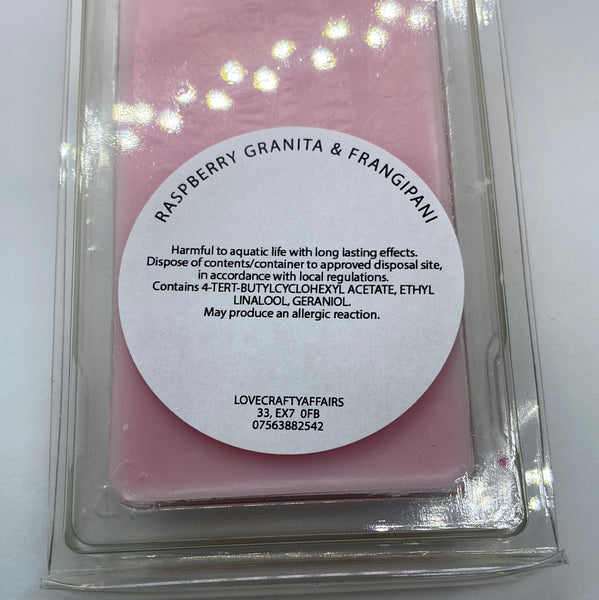 RASPBERRY GRANITA & FRANGIPANI
Harmful to aquatic life with long lasting effects.
Dispose of contents/container to approved disposal site,
in accordance with local regulations.
Contains 4-TERT-BUTYLCYCLOHEXYL ACETATE, ETHYL
LINALOOL, GERANIOL.
May produce an allergic reaction.
LOVECRAFTYAFFAIRS
33, EX7 0FB
07563882542